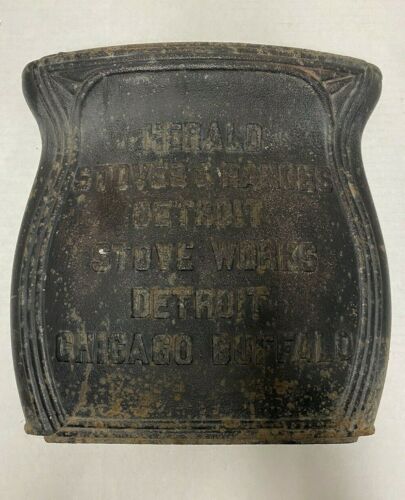 HERALD
STOVES & RANGES
DETROIT
STOVE WORKS
DETROIT
CHICAGO BUFFALO